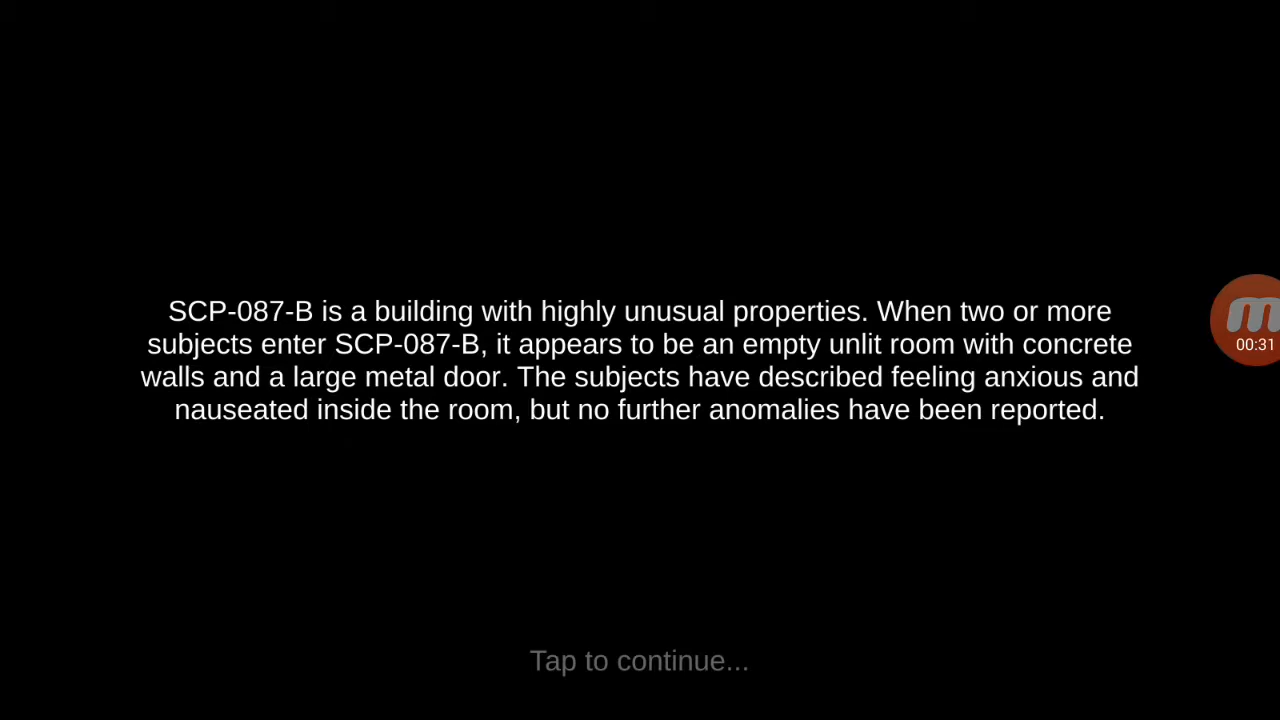 SCP-087-B is a building with highly unusual properties. When two or more
subjects enter SCP-087-B, it appears to be an empty unlit room with concrete
walls and a large metal door. The subjects have described feeling anxious and
nauseated inside the room, but no further anomalies have been reported.
00:31
Tap to continue...